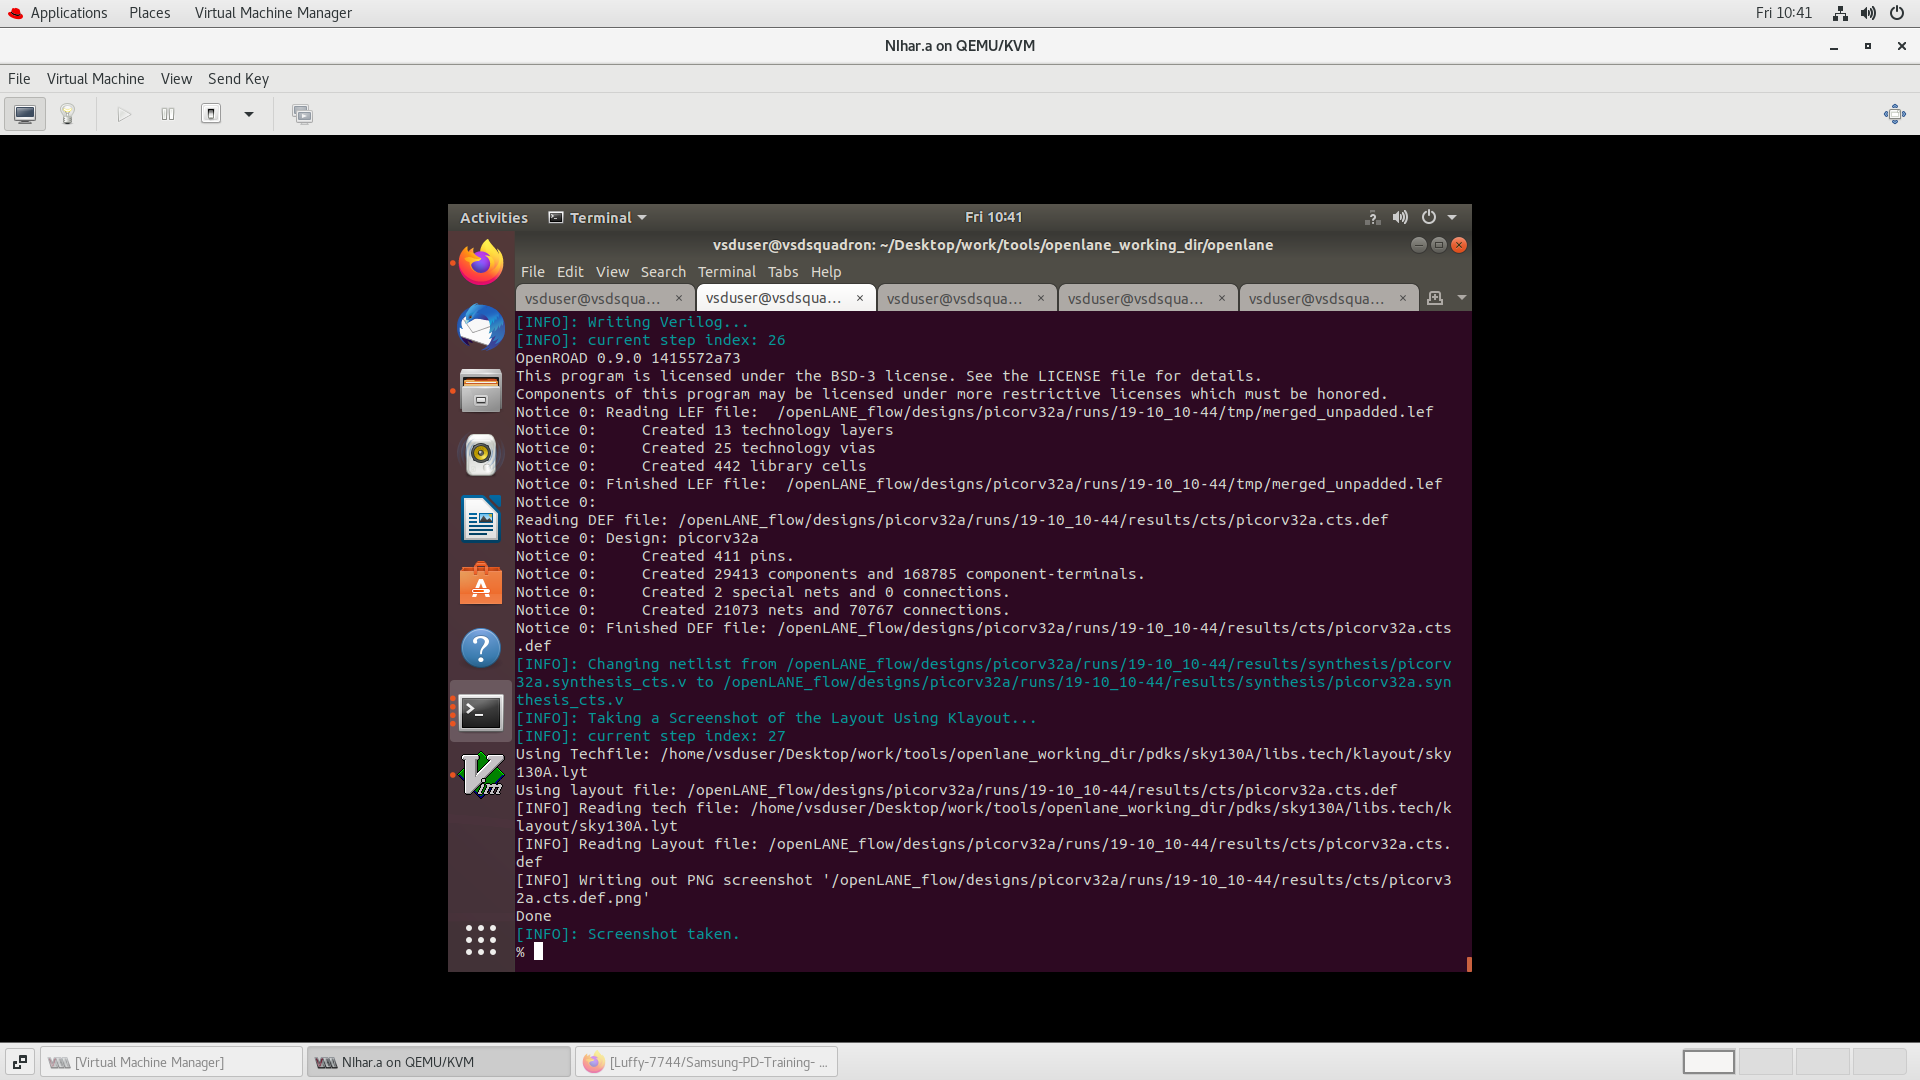 Applications Places Virtual Machine Manager Fri 10:41
NIhar.a on QEMU/KVM
File Virtual Machine View Send Key
Activities Terminal Fri 10:41
vsduser@vsdsquadron: ~/Desktop/work/tools/openlane_working_dir/openlane
File Edit View Search Terminal Tabs Help
vsduser@vsdsqua... × vsduser@vsdsqua... × vsduser@vsdsqua... × vsduser@vsdsqua... × vsduser@vsdsqua... ×
[INFO]: Writing Verilog...
[INFO]: current step index: 26
OpenROAD 0.9.0 1415572a73
This program is licensed under the BSD-3 license. See the LICENSE file for details.
Components of this program may be licensed under more restrictive licenses which must be honored.
Notice 0: Reading LEF file:  /openLANE_flow/designs/picorv32a/runs/19-10_10-44/tmp/merged_unpadded.lef
Notice 0:     Created 13 technology layers
Notice 0:     Created 25 technology vias
Notice 0:     Created 442 library cells
Notice 0: Finished LEF file:  /openLANE_flow/designs/picorv32a/runs/19-10_10-44/tmp/merged_unpadded.lef
Notice 0:
Reading DEF file: /openLANE_flow/designs/picorv32a/runs/19-10_10-44/results/cts/picorv32a.cts.def
Notice 0: Design: picorv32a
Notice 0:     Created 411 pins.
Notice 0:     Created 29413 components and 168785 component-terminals.
Notice 0:     Created 2 special nets and 0 connections.
Notice 0:     Created 21073 nets and 70767 connections.
Notice 0: Finished DEF file: /openLANE_flow/designs/picorv32a/runs/19-10_10-44/results/cts/picorv32a.cts
.def
[INFO]: Changing netlist from /openLANE_flow/designs/picorv32a/runs/19-10_10-44/results/synthesis/picorv
32a.synthesis_cts.v to /openLANE_flow/designs/picorv32a/runs/19-10_10-44/results/synthesis/picorv32a.syn
thesis_cts.v
[INFO]: Taking a Screenshot of the Layout Using Klayout...
[INFO]: current step index: 27
Using Techfile: /home/vsduser/Desktop/work/tools/openlane_working_dir/pdks/sky130A/libs.tech/klayout/sky
130A.lyt
Using layout file: /openLANE_flow/designs/picorv32a/runs/19-10_10-44/results/cts/picorv32a.cts.def
[INFO] Reading tech file: /home/vsduser/Desktop/work/tools/openlane_working_dir/pdks/sky130A/libs.tech/k
layout/sky130A.lyt
[INFO] Reading Layout file: /openLANE_flow/designs/picorv32a/runs/19-10_10-44/results/cts/picorv32a.cts.
def
[INFO] Writing out PNG screenshot '/openLANE_flow/designs/picorv32a/runs/19-10_10-44/results/cts/picorv3
2a.cts.def.png'
Done
[INFO]: Screenshot taken.
%
[Virtual Machine Manager] NIhar.a on QEMU/KVM [Luffy-7744/Samsung-PD-Training- ...